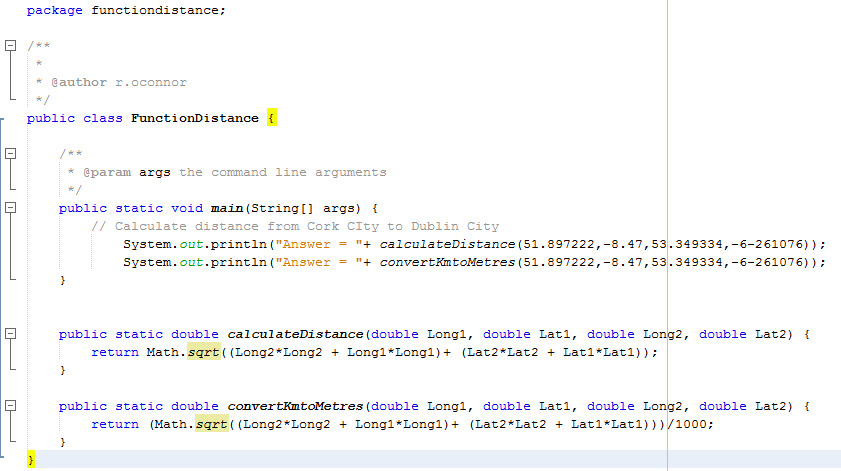 package functiondistance;
/**
 *
 * @author r.oconnor
 */
public class FunctionDistance {
/**
 * @param args the command line arguments
 */
public static void main(String[] args) {
// Calculate distance from Cork CIty to Dublin City
System.out.println("Answer = "+ calculateDistance(51.897222,-8.47,53.349334,-6-261076));
System.out.println("Answer = "+ convertKmtoMetres(51.897222,-8.47,53.349334,-6-261076));
}
public static double calculateDistance(double Long1, double Lat1, double Long2, double Lat2) {
return Math.sqrt((Long2*Long2 + Long1*Long1)+ (Lat2*Lat2 + Lat1*Lat1));
}
public static double convertKmtoMetres(double Long1, double Lat1, double Long2, double Lat2) {
return (Math.sqrt((Long2*Long2 + Long1*Long1)+ (Lat2*Lat2 + Lat1*Lat1)))/1000;
}
}